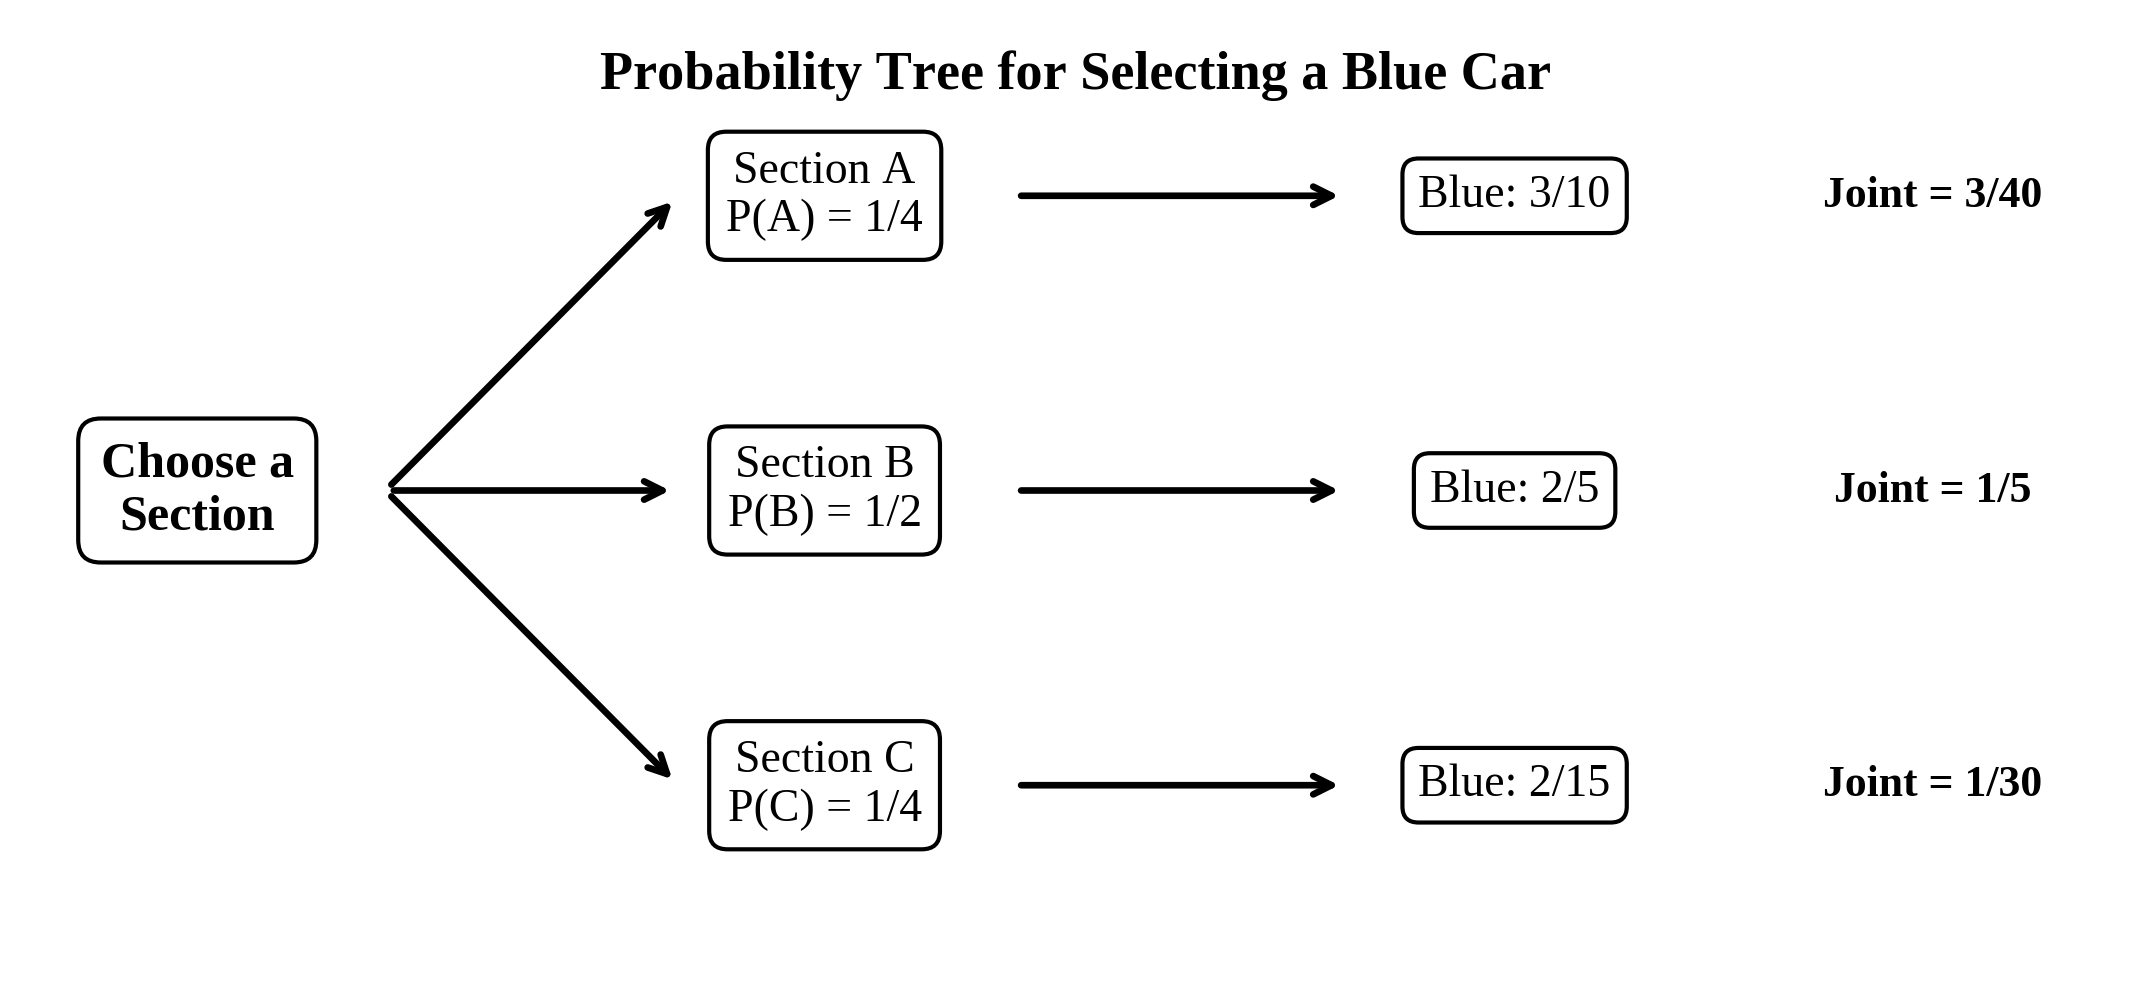 Probability Tree for Selecting a Blue Car
Section A
P(A) = 1/4
Blue: 3/10
Joint = 3/40
Choose a
Section
Section B
P(B) = 1/2
Blue: 2/5
Joint = 1/5
Section C
P(C) = 1/4
Blue: 2/15
Joint = 1/30